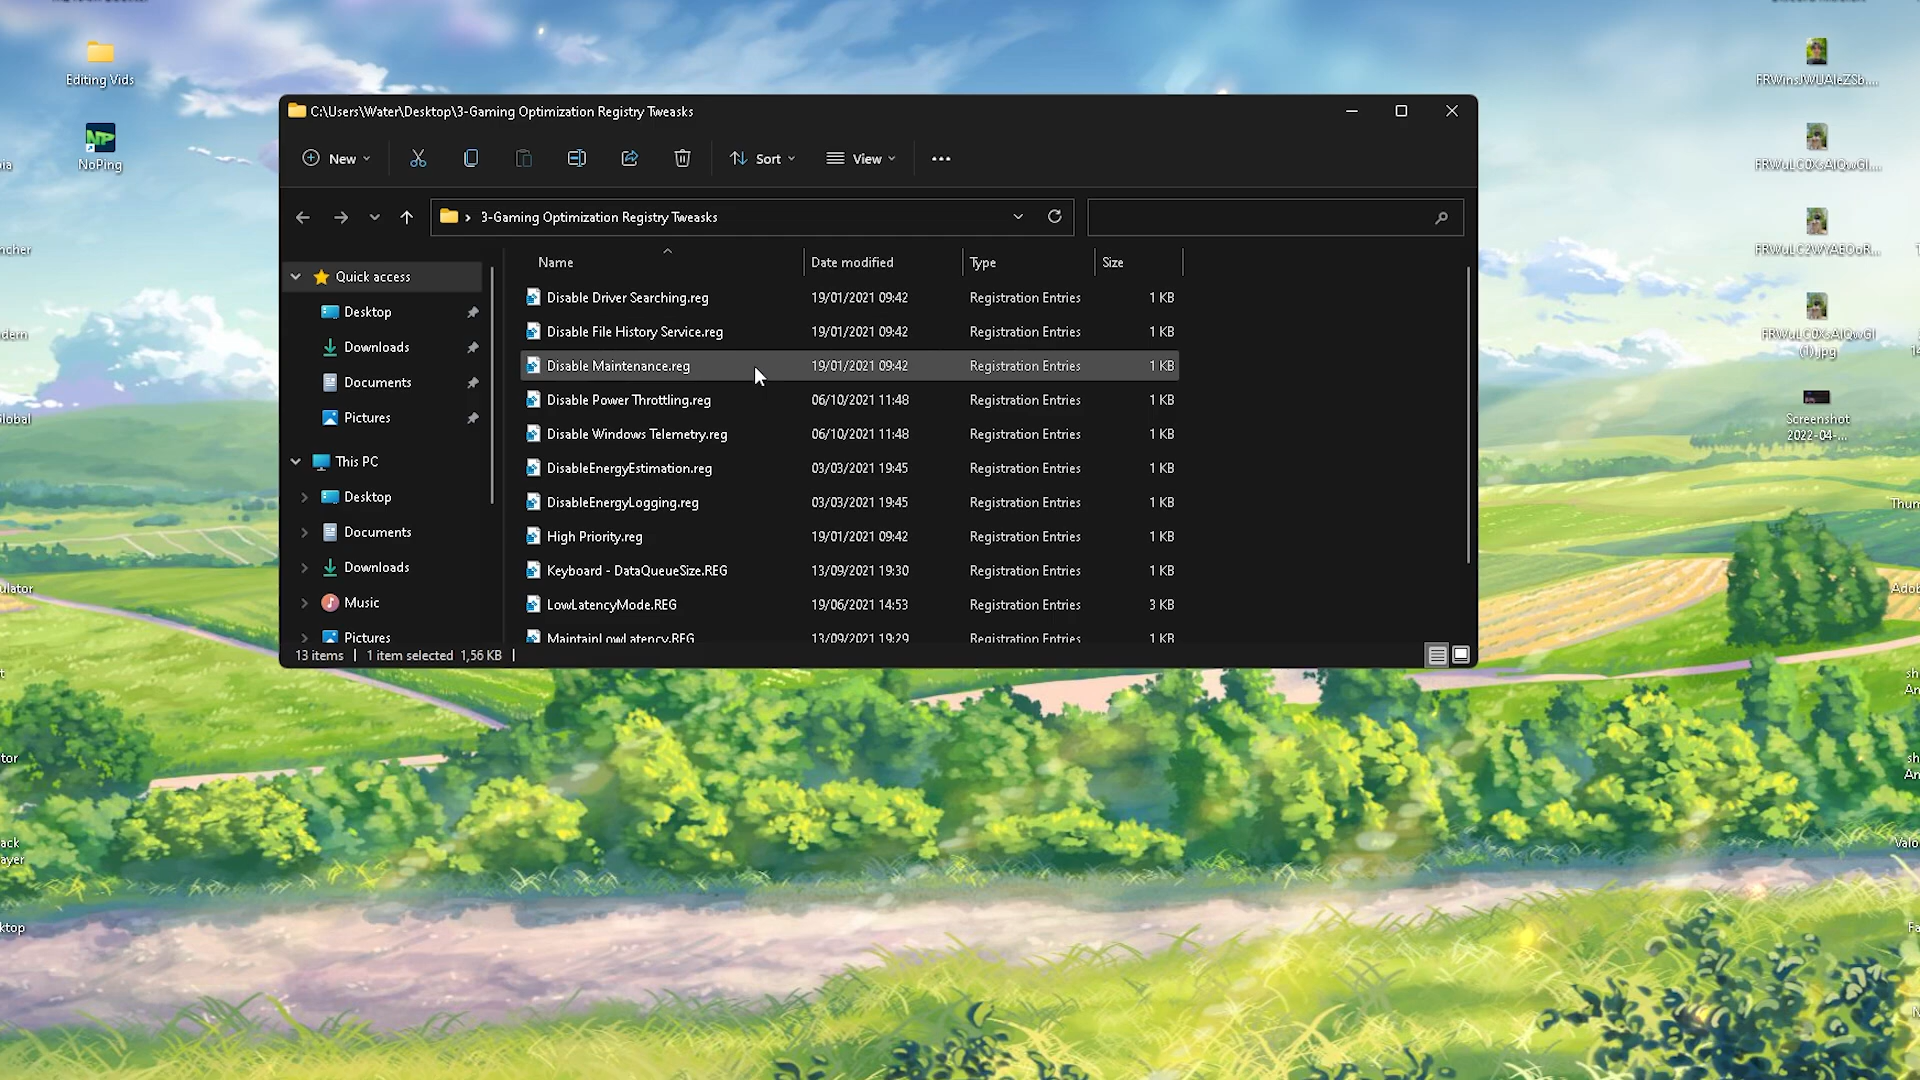 Editing Vids
NoPing
C:\Users\Water\Desktop\3-Gaming Optimization Registry Tweasks
New
Sort
View
3-Gaming Optimization Registry Tweasks
Name
Date modified
Type
Size
Quick access
Desktop
Downloads
Documents
Pictures
This PC
Desktop
Documents
Downloads
Music
Pictures
Disable Driver Searching.reg 19/01/2021 09:42 Registration Entries 1 KB
Disable File History Service.reg 19/01/2021 09:42 Registration Entries 1 KB
Disable Maintenance.reg 19/01/2021 09:42 Registration Entries 1 KB
Disable Power Throttling.reg 06/10/2021 11:48 Registration Entries 1 KB
Disable Windows Telemetry.reg 06/10/2021 11:48 Registration Entries 1 KB
DisableEnergyEstimation.reg 03/03/2021 19:45 Registration Entries 1 KB
DisableEnergyLogging.reg 03/03/2021 19:45 Registration Entries 1 KB
High Priority.reg 19/01/2021 09:42 Registration Entries 1 KB
Keyboard - DataQueueSize.REG 13/09/2021 19:30 Registration Entries 1 KB
LowLatencyMode.REG 19/06/2021 14:53 Registration Entries 3 KB
MaintainLowLatency.REG 13/09/2021 19:29 Registration Entries 1 KB
13 items
1 item selected 1,56 KB
(1).jpg
Screenshot
2022-04-...